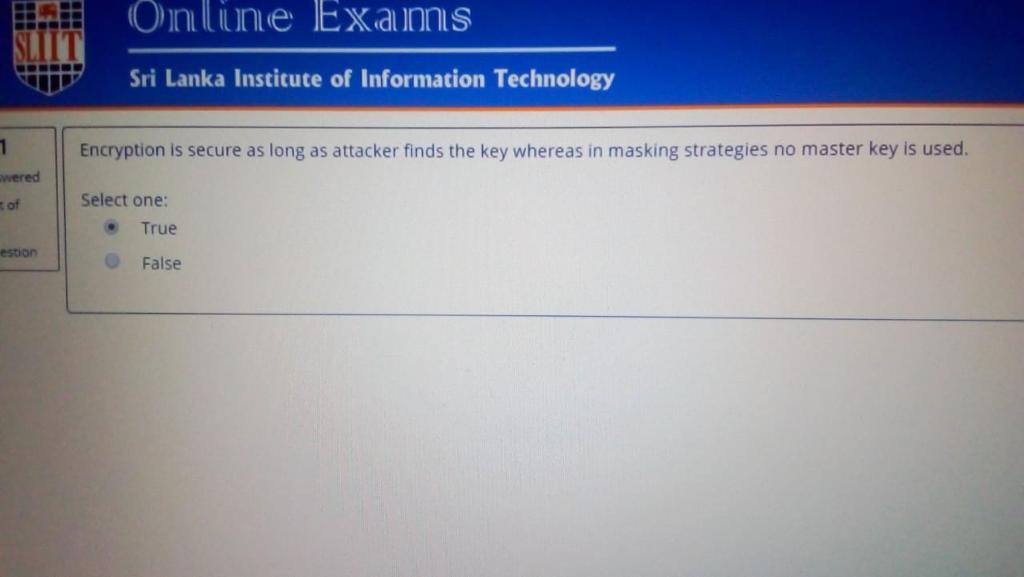 Online Exams
SLIIT
Sri Lanka Institute of Information Technology
1
Encryption is secure as long as attacker finds the key whereas in masking strategies no master key is used.
wered
Select one:
t of
True
estion
False